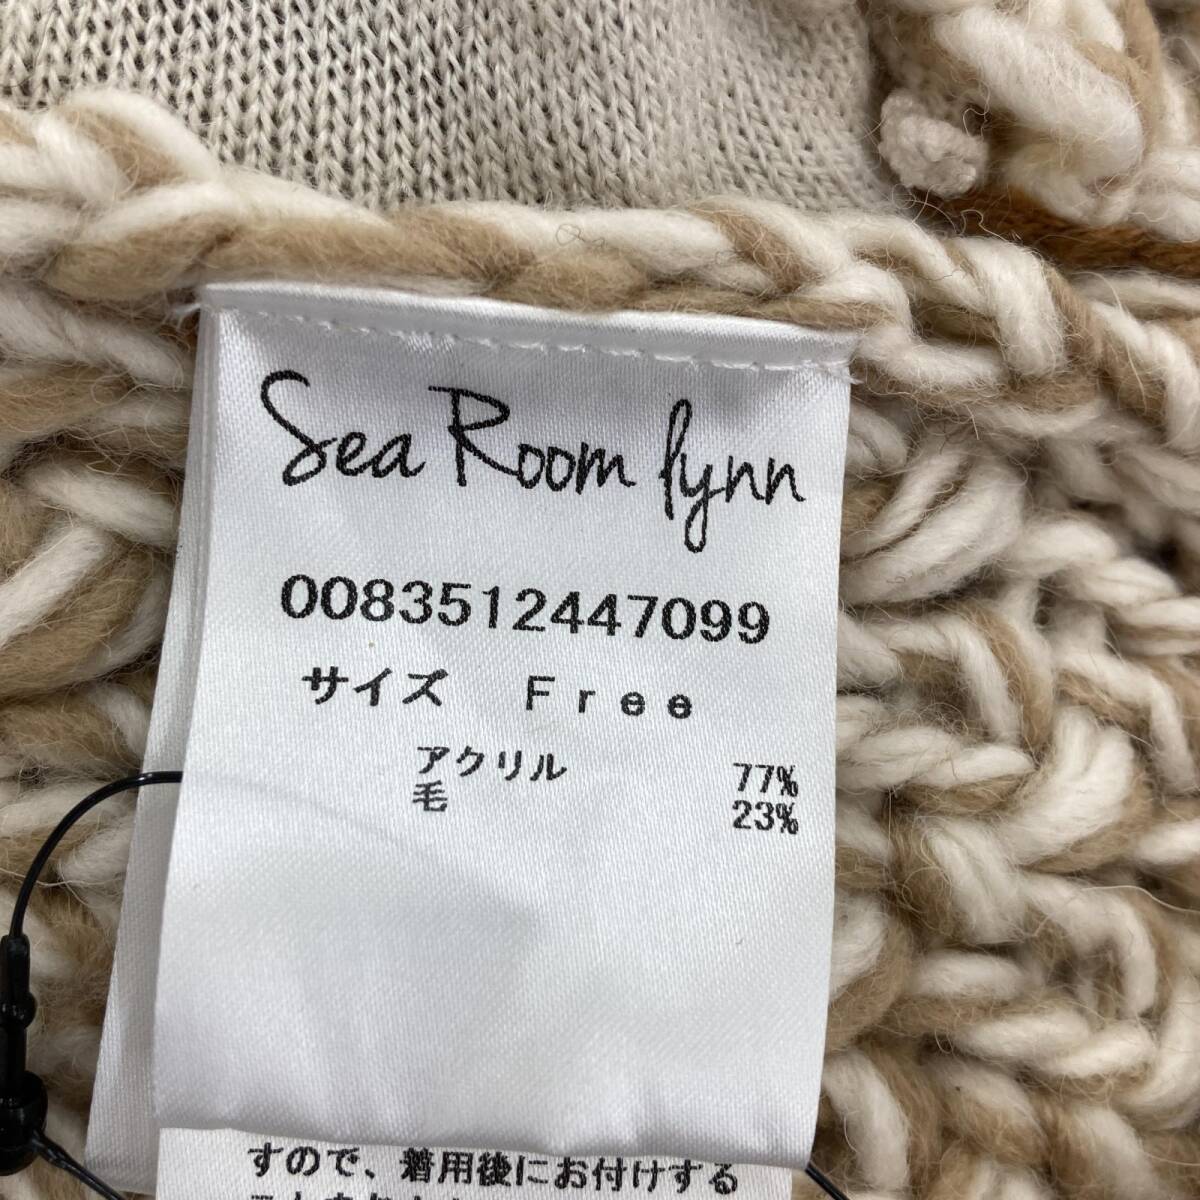 Sea Room lynn
0083512447099
サイズ　Free
アクリル 77%
毛 23%
すので、着用後にお付けする